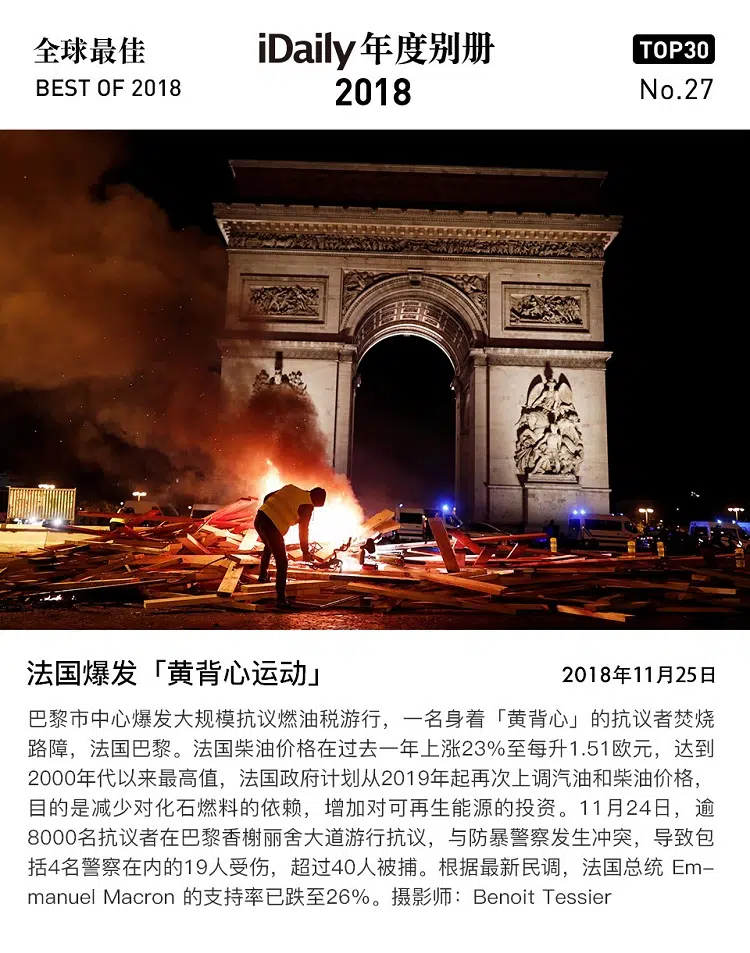 全球最佳
BEST OF 2018
iDaily 年度别册
2018
TOP30
No.27
法国爆发「黄背心运动」
2018年11月25日
巴黎市中心爆发大规模抗议燃油税游行，一名身着「黄背心」的抗议者焚烧
路障，法国巴黎。法国柴油价格在过去一年上涨23%至每升1.51欧元，达到
2000年代以来最高值，法国政府计划从2019年起再次上调汽油和柴油价格，
目的是减少对化石燃料的依赖，增加对可再生能源的投资。11月24日，逾
8000名抗议者在巴黎香榭丽舍大道游行抗议，与防暴警察发生冲突，导致包
括4名警察在内的19人受伤，超过40人被捕。根据最新民调，法国总统 Em-
manuel Macron 的支持率已跌至26%。摄影师：Benoit Tessier